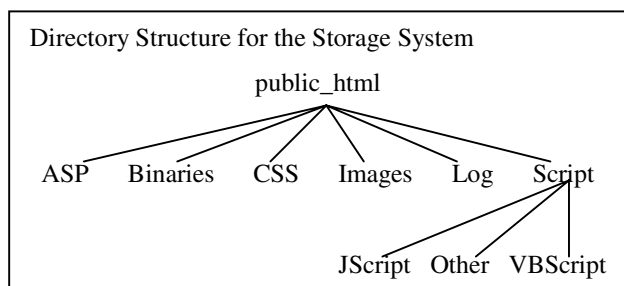 Directory Structure for the Storage System
public_html
ASP Binaries CSS Images Log Script
JScript Other VBScript